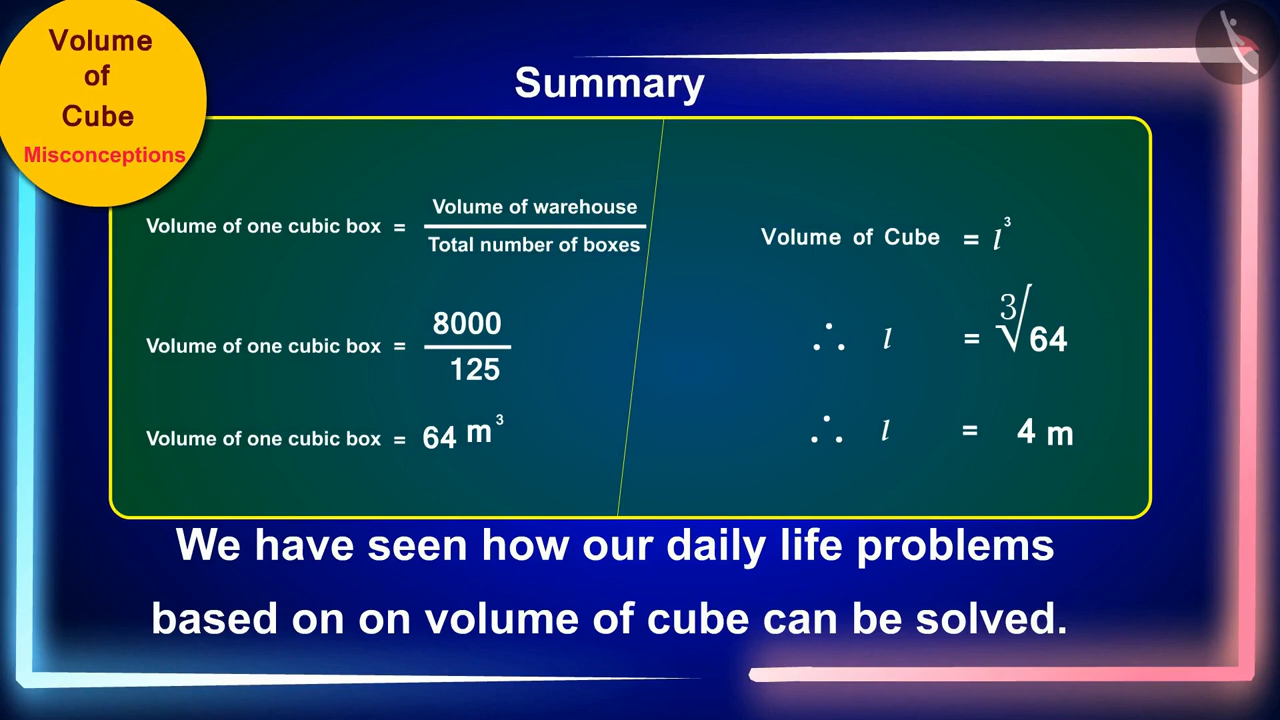 Volume
of
Cube
Misconceptions
Summary
Volume of one cubic box = Volume of warehouse / Total number of boxes
Volume of one cubic box = 8000 / 125
Volume of one cubic box = 64 m³
Volume of Cube = l³
∴ l = ∛64
∴ l = 4 m
We have seen how our daily life problems
based on on volume of cube can be solved.